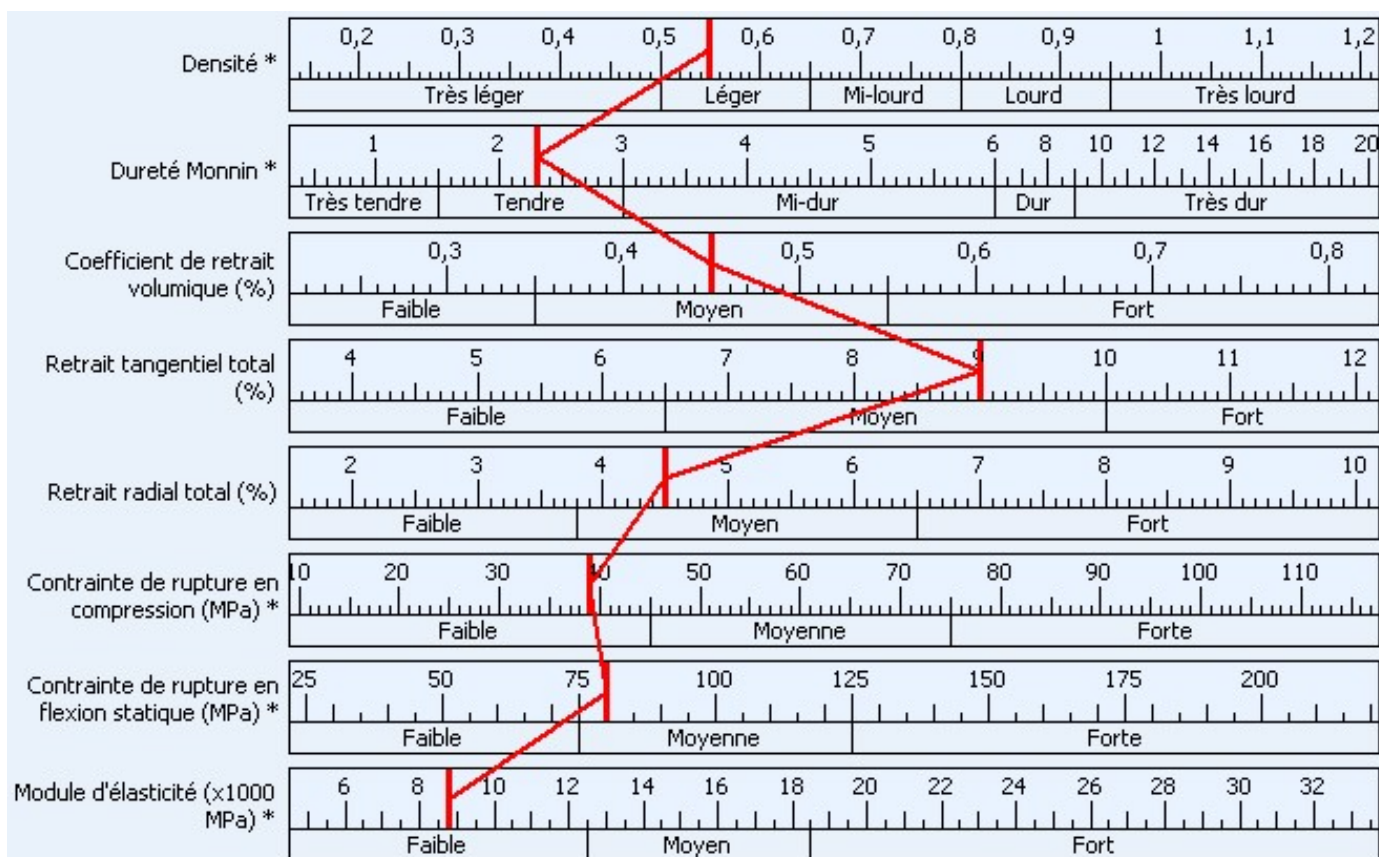 0,2 0,3 0,4 0,5 0,6 0,7 0,8 0,9 1 1,1 1,2
Densité *
Très léger Léger Mi-lourd Lourd Très lourd
1 2 3 4 5 6 8 10 12 14 16 18 20
Dureté Monnin *
Très tendre Tendre Mi-dur Dur Très dur
0,3 0,4 0,5 0,6 0,7 0,8
Coefficient de retrait
volumique (%)
Faible Moyen Fort
4 5 6 7 8 9 10 11 12
Retrait tangentiel total
(%)
Faible Moyen Fort
2 3 4 5 6 7 8 9 10
Retrait radial total (%)
Faible Moyen Fort
10 20 30 40 50 60 70 80 90 100 110
Contrainte de rupture en
compression (MPa) *
Faible Moyenne Forte
25 50 75 100 125 150 175 200
Contrainte de rupture en
flexion statique (MPa) *
Faible Moyenne Forte
6 8 10 12 14 16 18 20 22 24 26 28 30 32
Module d'élasticité (x1000
MPa) *
Faible Moyen Fort